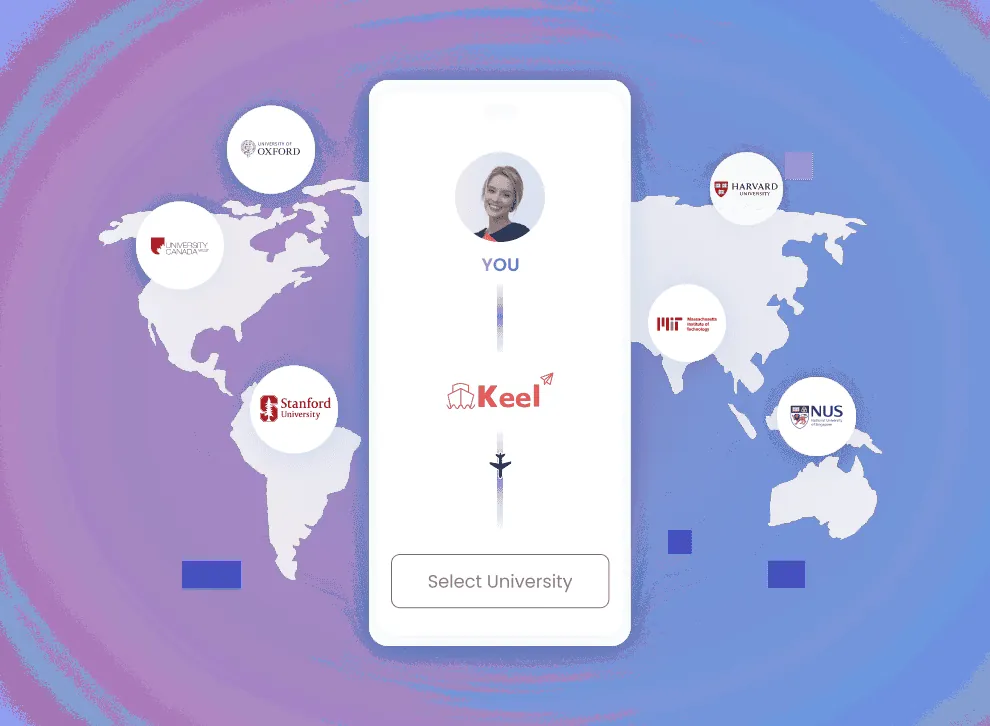 UNIVERSITY OF
OXFORD
HARVARD
UNIVERSITY
UNIVERSITY
CANADA WEST
YOU
MIT
Massachusetts
Institute of
Technology
Keel
Stanford
University
NUS
National University
of Singapore
Select University